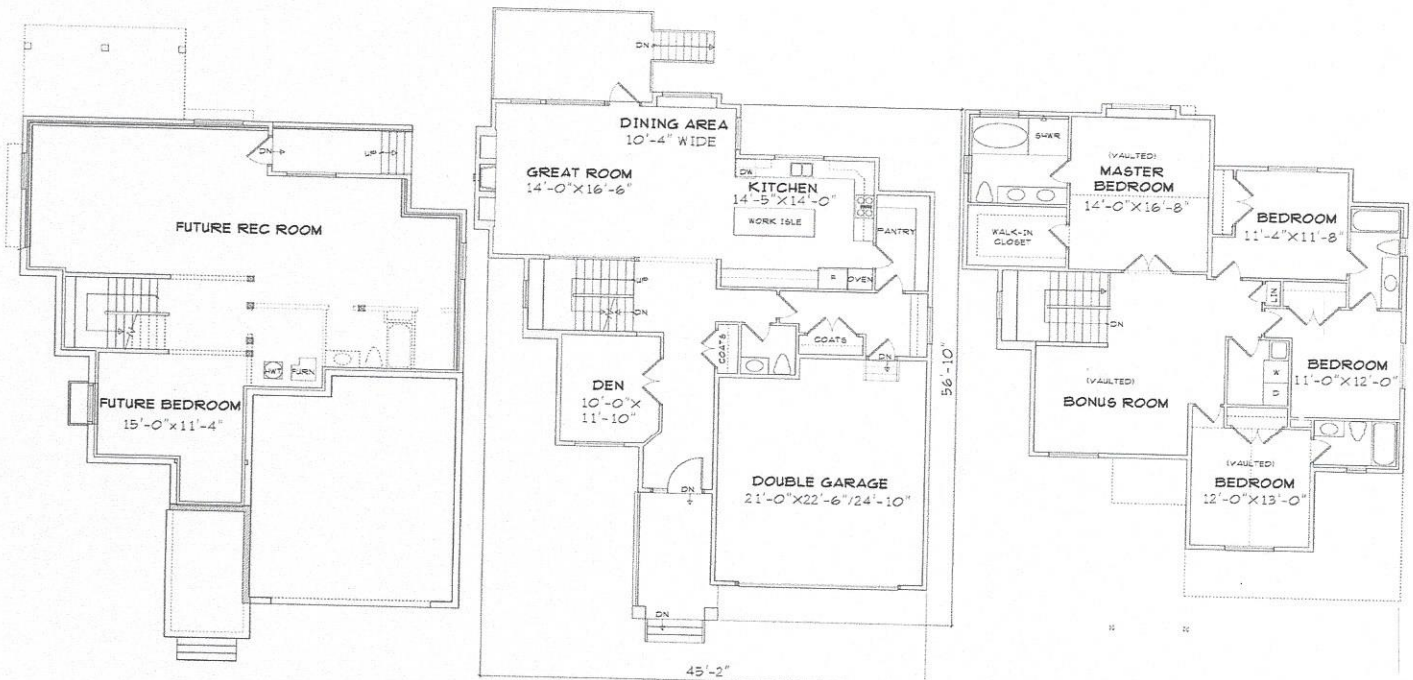 DN
UP
FUTURE REC ROOM
HWT
FURN
FUTURE BEDROOM
15'-0"x11'-4"
DN
DINING AREA
10'-4" WIDE
GREAT ROOM
14'-0"X16'-6"
DW
KITCHEN
14'-5"X14'-0"
WORK ISLE
PANTRY
OVEN
UP
DN
COATS
COATS
DN
DEN
10'-0"X
11'-10"
DOUBLE GARAGE
21'-0"X22'-6"/24'-10"
DN
DN
56'-10"
45'-2"
SHWR
(VAULTED)
MASTER
BEDROOM
14'-0"X16'-8"
WALK-IN
CLOSET
BEDROOM
11'-4"X11'-8"
LIN
DN
W
D
BEDROOM
11'-0"X12'-0"
(VAULTED)
BONUS ROOM
(VAULTED)
BEDROOM
12'-0"X13'-0"